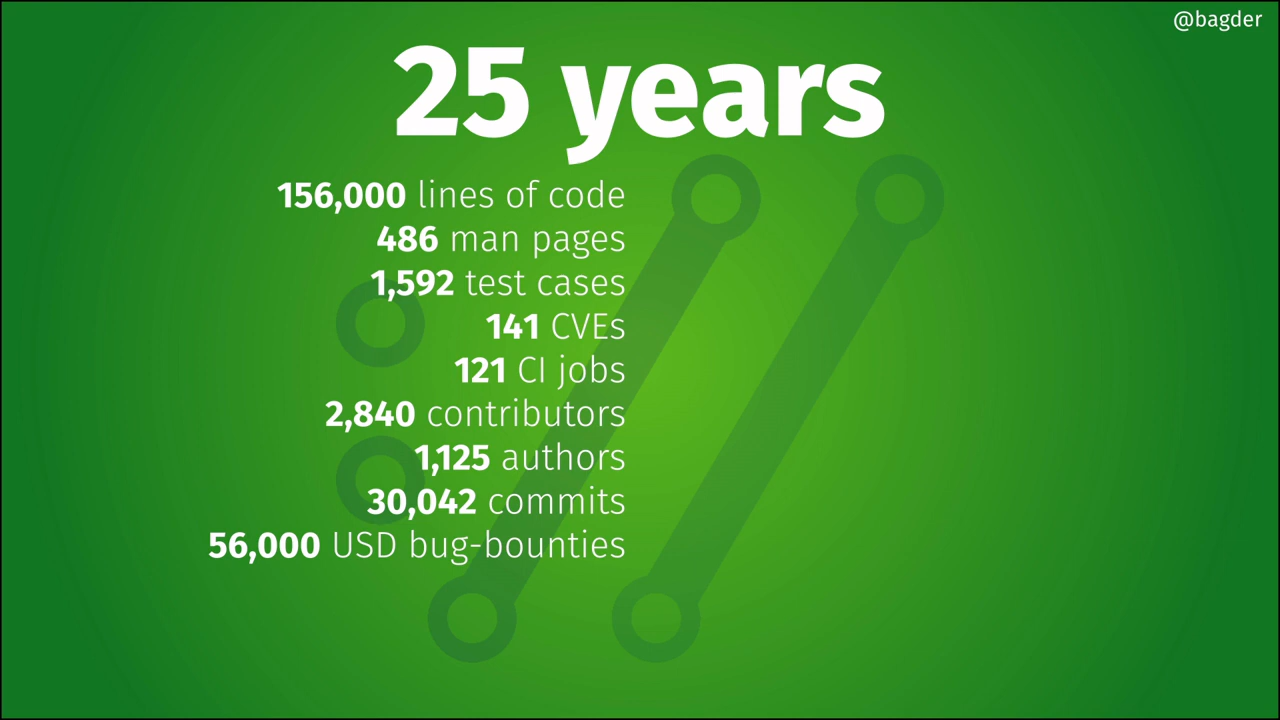 @bagder
25 years
156,000 lines of code
486 man pages
1,592 test cases
141 CVEs
121 CI jobs
2,840 contributors
1,125 authors
30,042 commits
56,000 USD bug-bounties